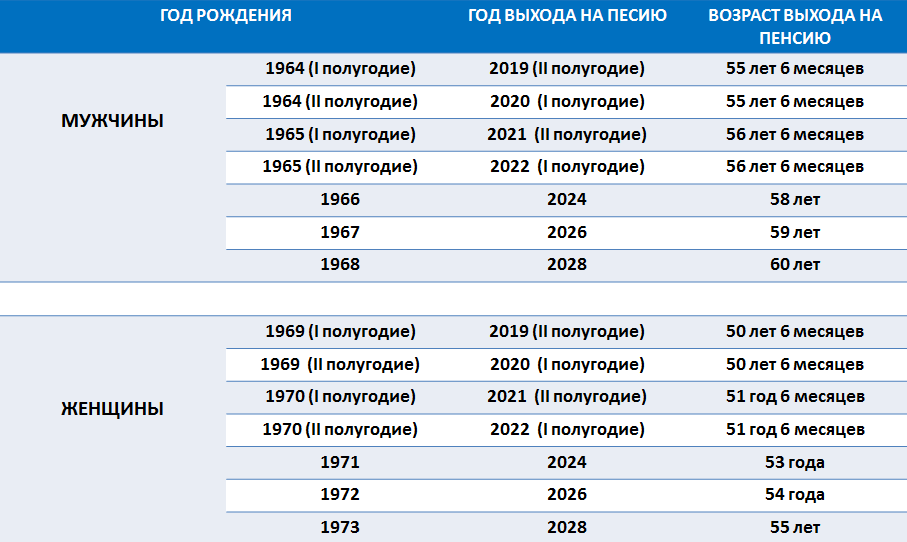 ГОД РОЖДЕНИЯ ГОД ВЫХОДА НА ПЕСИЮ ВОЗРАСТ ВЫХОДА НА
ПЕНСИЮ
1964 (I полугодие) 2019 (II полугодие) 55 лет 6 месяцев
1964 (II полугодие) 2020 (I полугодие) 55 лет 6 месяцев
МУЖЧИНЫ
1965 (I полугодие) 2021 (II полугодие) 56 лет 6 месяцев
1965 (II полугодие) 2022 (I полугодие) 56 лет 6 месяцев
1966 2024 58 лет
1967 2026 59 лет
1968 2028 60 лет
1969 (I полугодие) 2019 (II полугодие) 50 лет 6 месяцев
1969 (II полугодие) 2020 (I полугодие) 50 лет 6 месяцев
1970 (I полугодие) 2021 (II полугодие) 51 год 6 месяцев
ЖЕНЩИНЫ
1970 (II полугодие) 2022 (I полугодие) 51 год 6 месяцев
1971 2024 53 года
1972 2026 54 года
1973 2028 55 лет